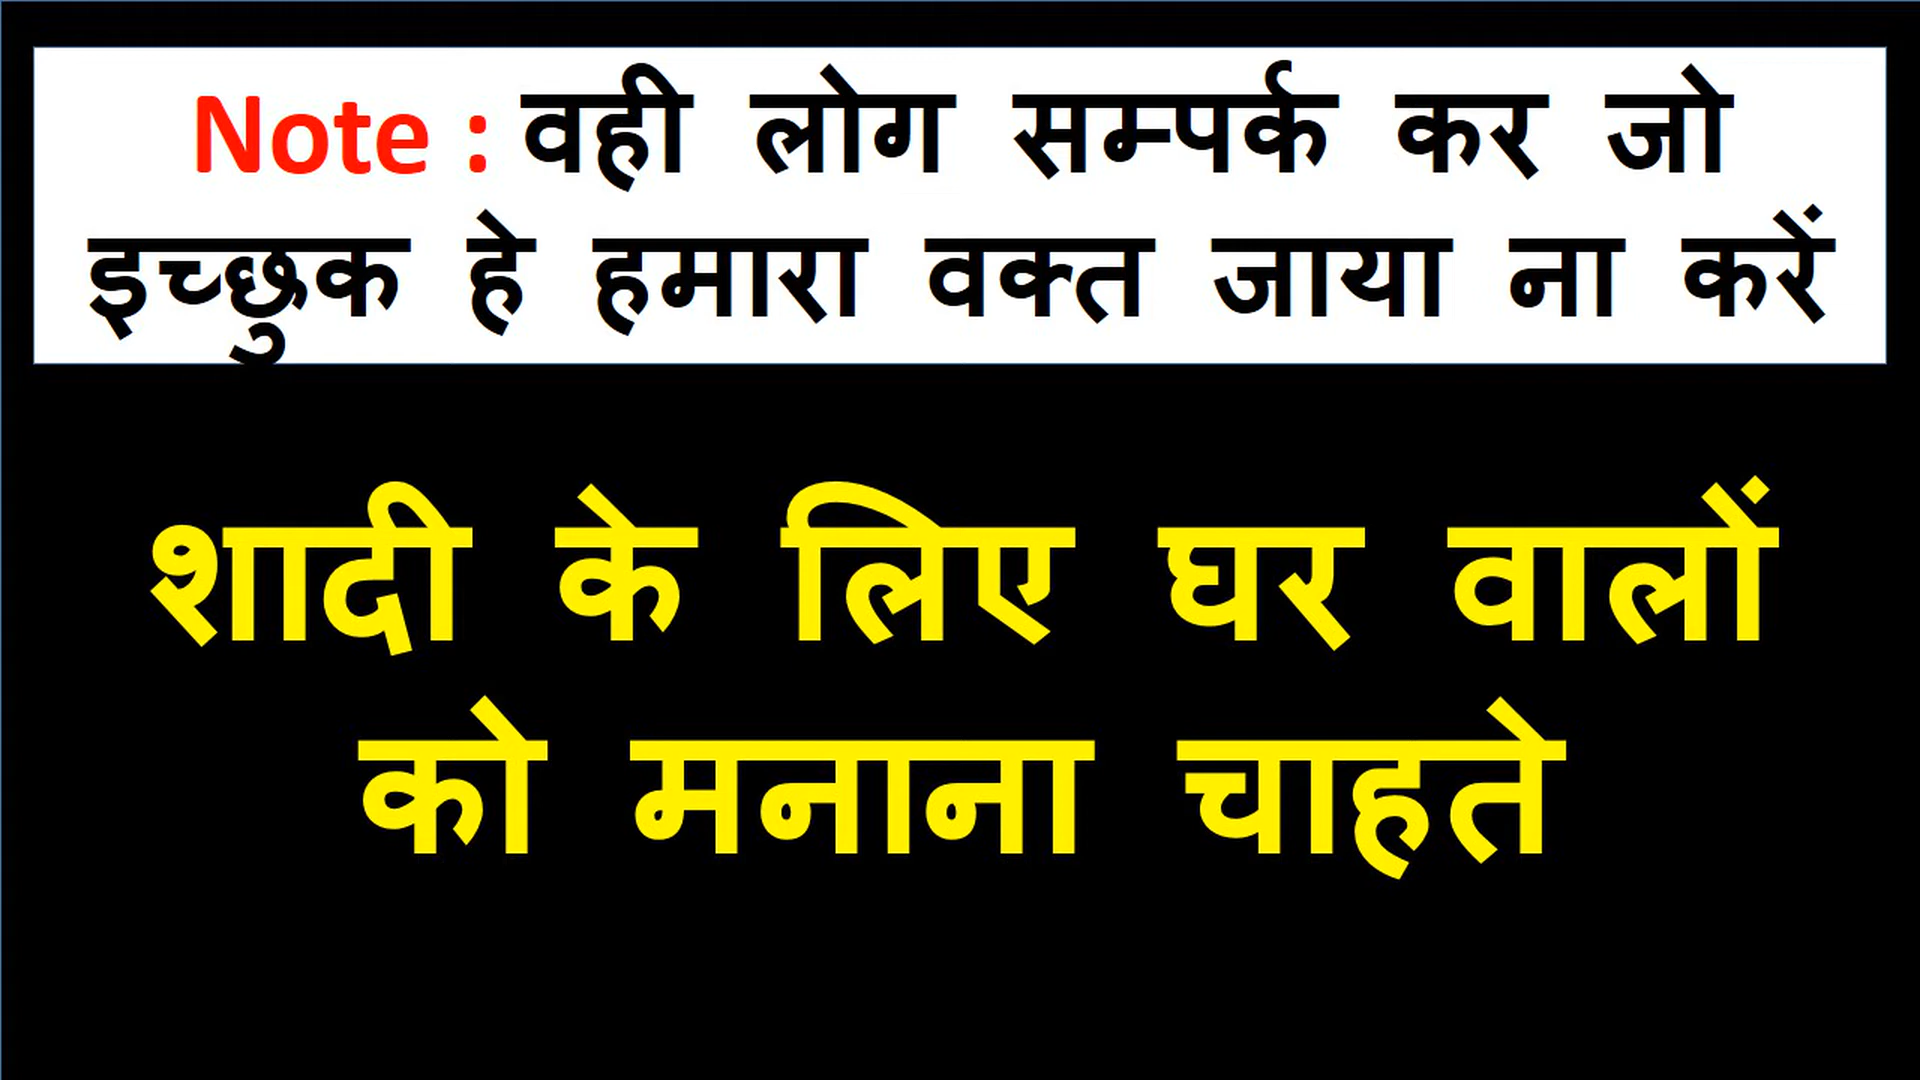 Note : वही लोग सम्पर्क कर जो
इच्छुक हे हमारा वक्त जाया ना करें
शादी के लिए घर वालों
को मनाना चाहते